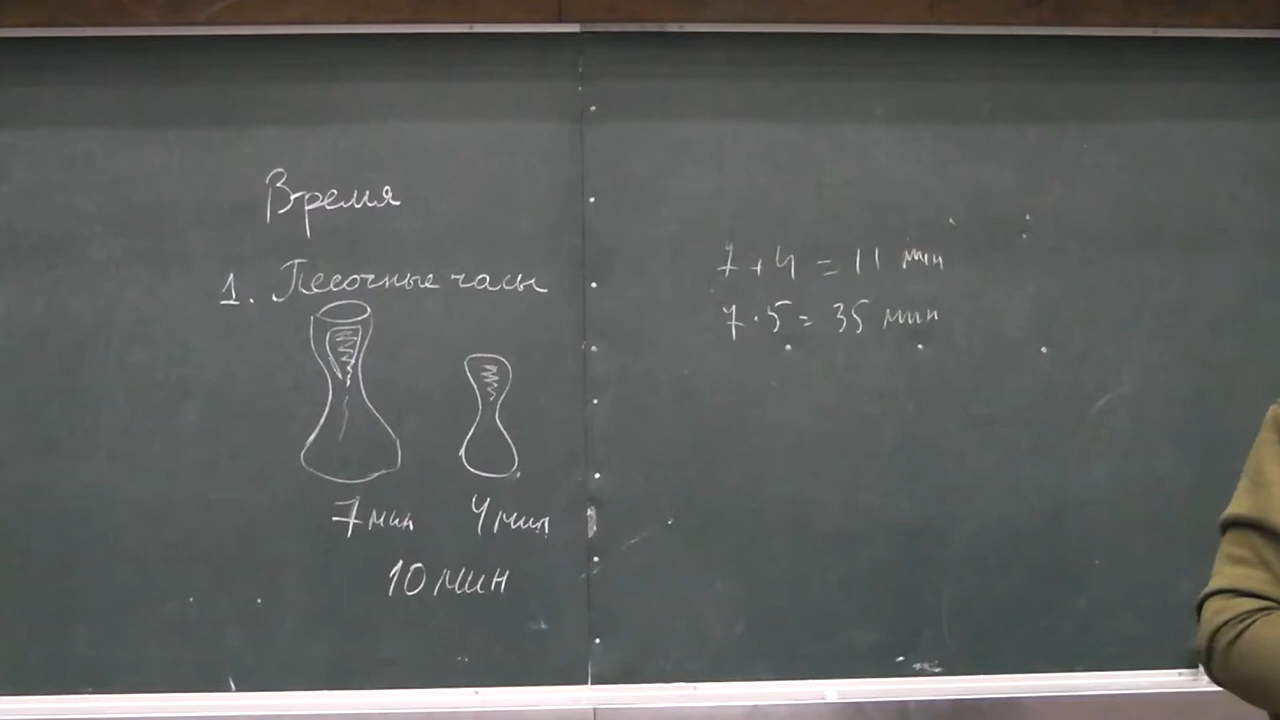 Время
1. Песочные часы
7 мин 4 мин
10 мин
7 + 4 = 11 мин
7 · 5 = 35 мин